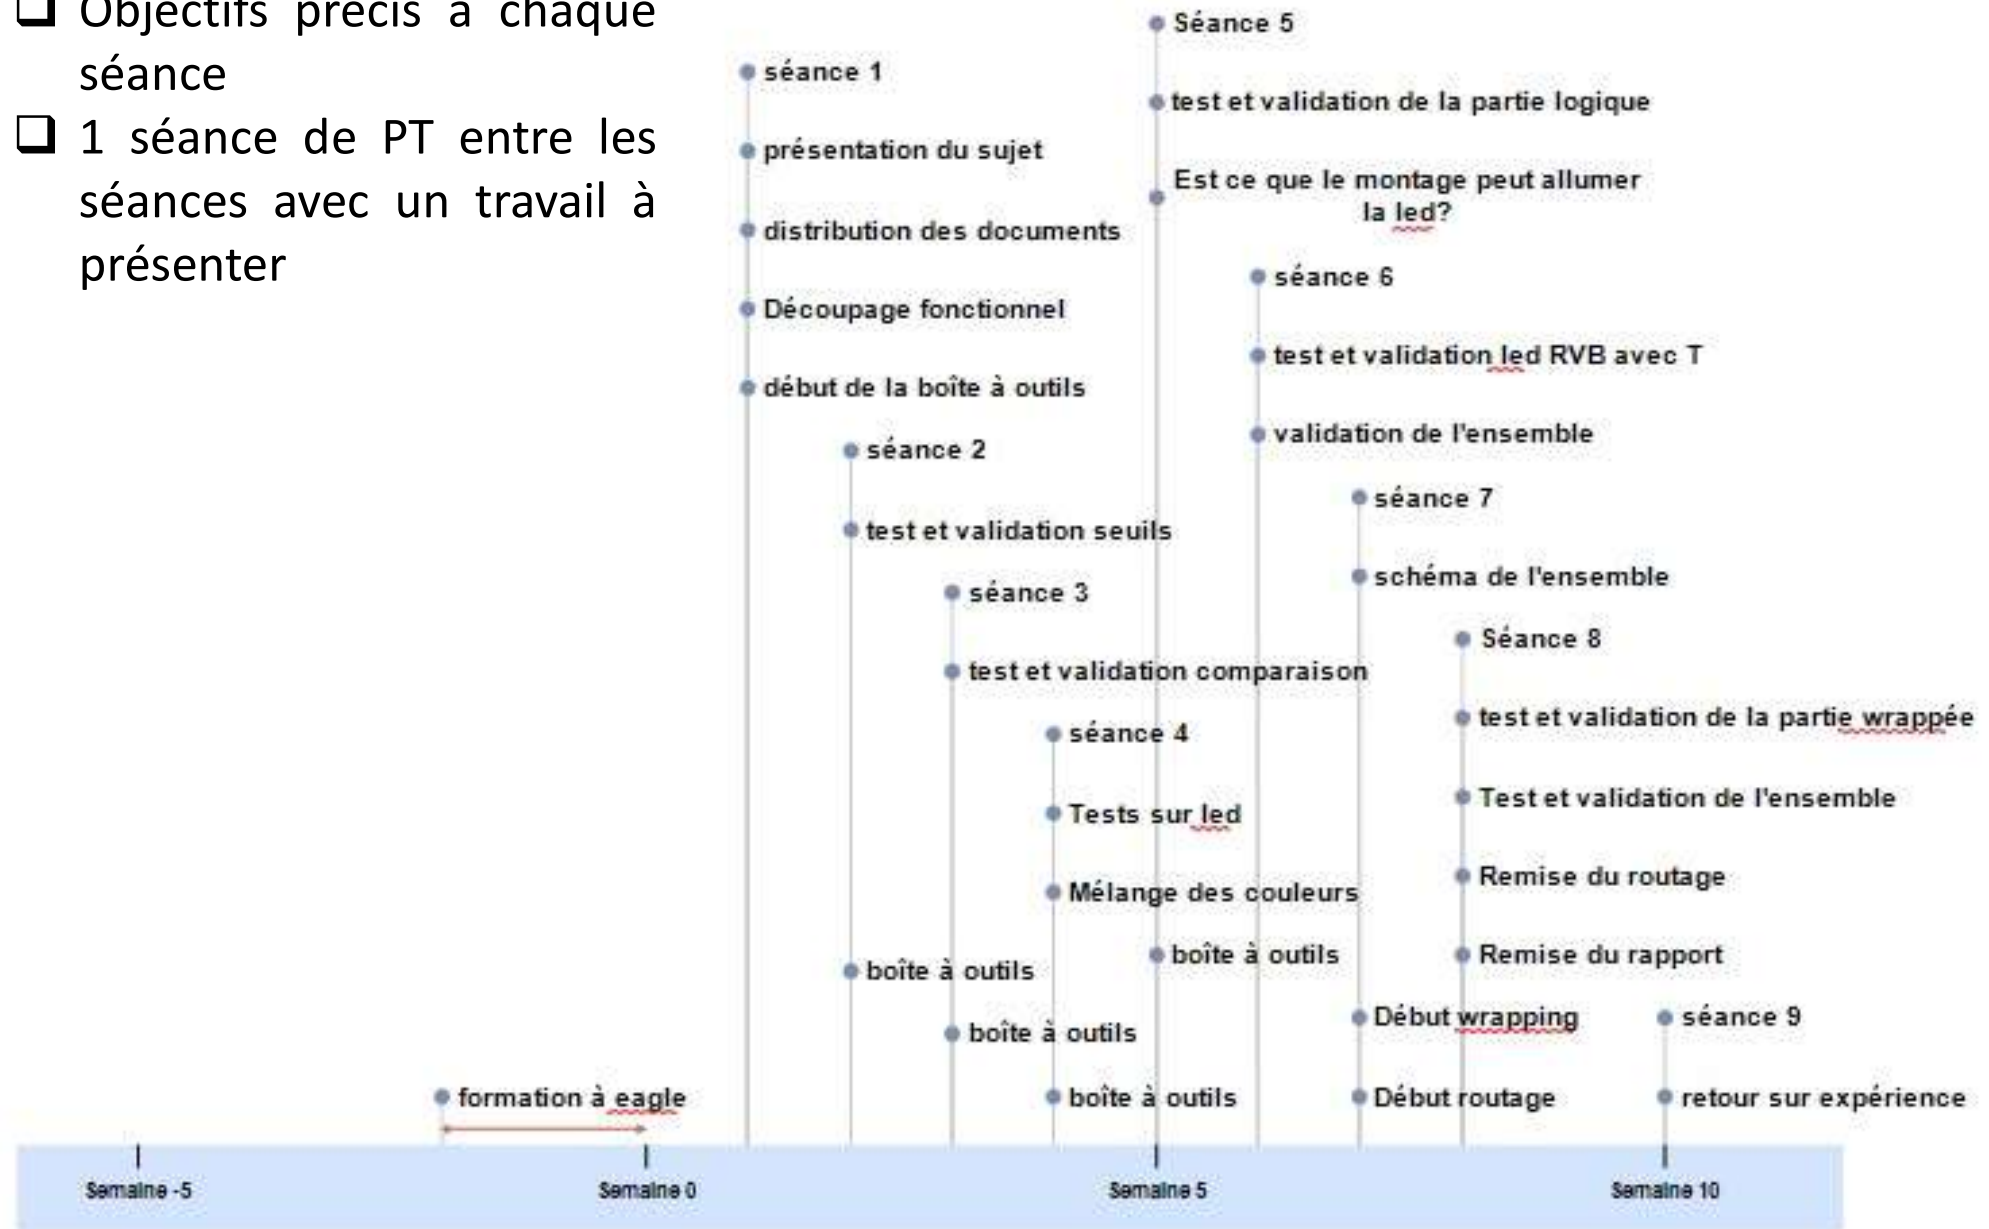 Objectifs précis à chaque
séance
1 séance de PT entre les
séances avec un travail à
présenter
séance 1
présentation du sujet
distribution des documents
Découpage fonctionnel
début de la boîte à outils
séance 2
test et validation seuils
boîte à outils
séance 3
test et validation comparaison
boîte à outils
séance 4
Tests sur led
Mélange des couleurs
boîte à outils
Séance 5
test et validation de la partie logique
Est ce que le montage peut allumer
la led?
boîte à outils
séance 6
test et validation led RVB avec T
validation de l'ensemble
séance 7
schéma de l'ensemble
Début wrapping
Début routage
Séance 8
test et validation de la partie wrappée
Test et validation de l'ensemble
Remise du routage
Remise du rapport
séance 9
retour sur expérience
formation à eagle
Semaine -5
Semaine 0
Semaine 5
Semaine 10